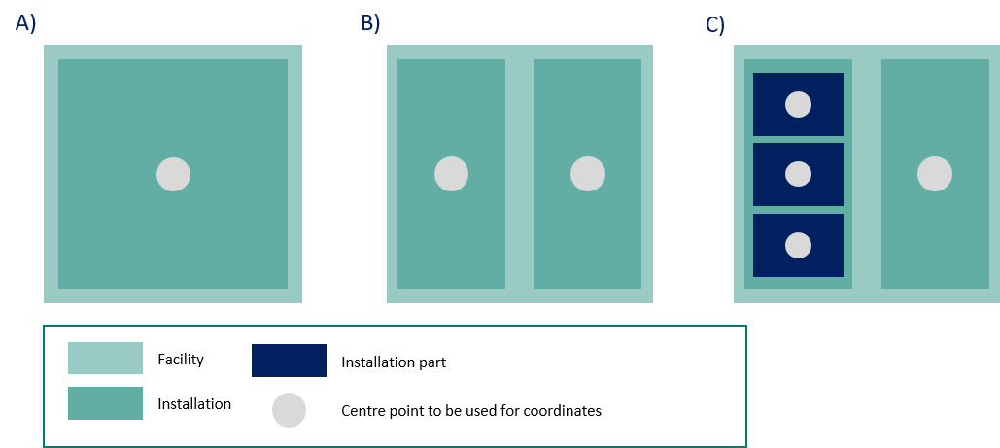 A)
B)
C)
Facility
Installation part
Installation
Centre point to be used for coordinates